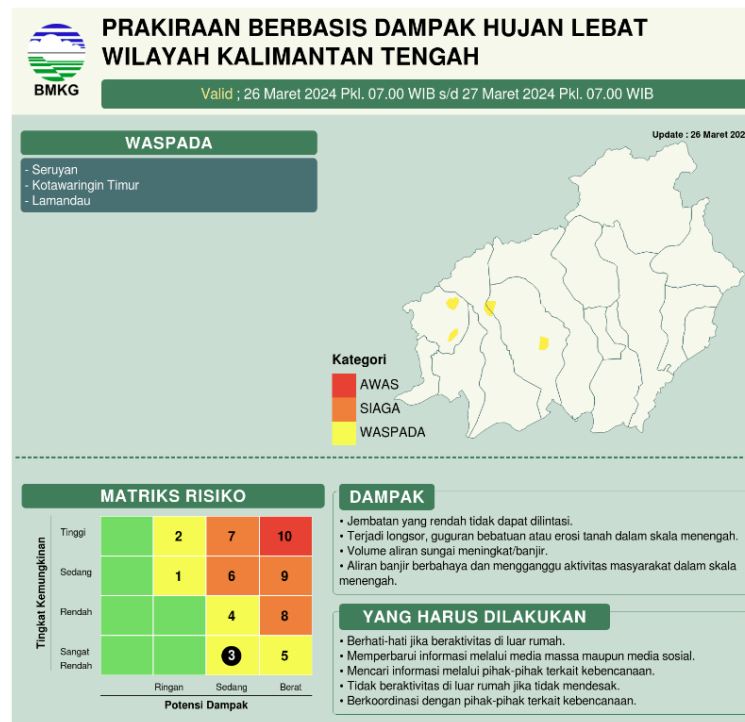 PRAKIRAAN BERBASIS DAMPAK HUJAN LEBAT
WILAYAH KALIMANTAN TENGAH
BMKG
Valid ; 26 Maret 2024 Pkl. 07.00 WIB s/d 27 Maret 2024 Pkl. 07.00 WIB
WASPADA
- Seruyan
- Kotawaringin Timur
- Lamandau
Update : 26 Maret 202
Kategori
AWAS
SIAGA
WASPADA
MATRIKS RISIKO
Tingkat Kemungkinan
Tinggi
2
7
10
Sedang
1
6
9
Rendah
4
8
Sangat
Rendah
3
5
Ringan
Sedang
Berat
Potensi Dampak
DAMPAK
• Jembatan yang rendah tidak dapat dilintasi.
• Terjadi longsor, guguran bebatuan atau erosi tanah dalam skala menengah.
• Volume aliran sungai meningkat/banjir.
• Aliran banjir berbahaya dan mengganggu aktivitas masyarakat dalam skala
menengah.
YANG HARUS DILAKUKAN
• Berhati-hati jika beraktivitas di luar rumah.
• Memperbarui informasi melalui media massa maupun media sosial.
• Mencari informasi melalui pihak-pihak terkait kebencanaan.
• Tidak beraktivitas di luar rumah jika tidak mendesak.
• Berkoordinasi dengan pihak-pihak terkait kebencanaan.